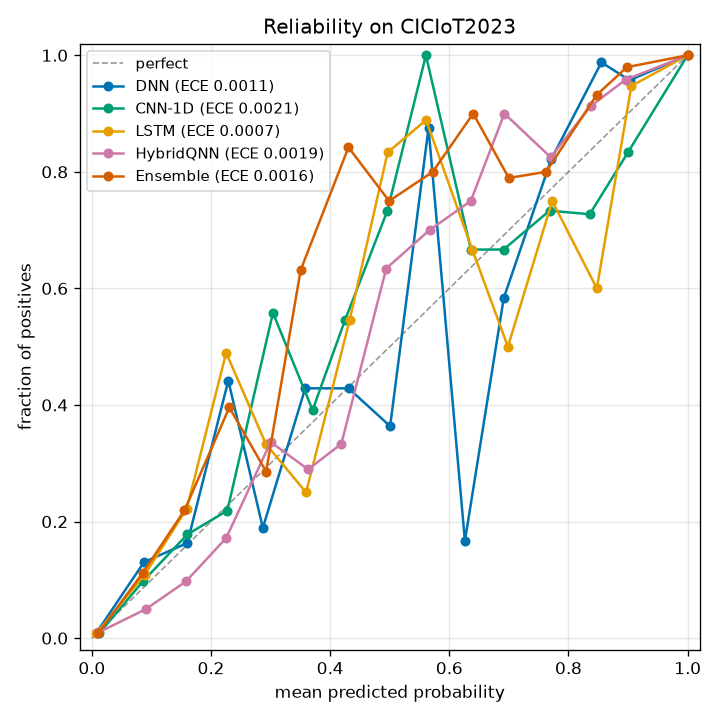 Reliability on CICIoT2023
perfect
DNN (ECE 0.0011)
CNN-1D (ECE 0.0021)
LSTM (ECE 0.0007)
HybridQNN (ECE 0.0019)
Ensemble (ECE 0.0016)
fraction of positives
1.0
0.8
0.6
0.4
0.2
0.0
0.0 0.2 0.4 0.6 0.8 1.0
mean predicted probability